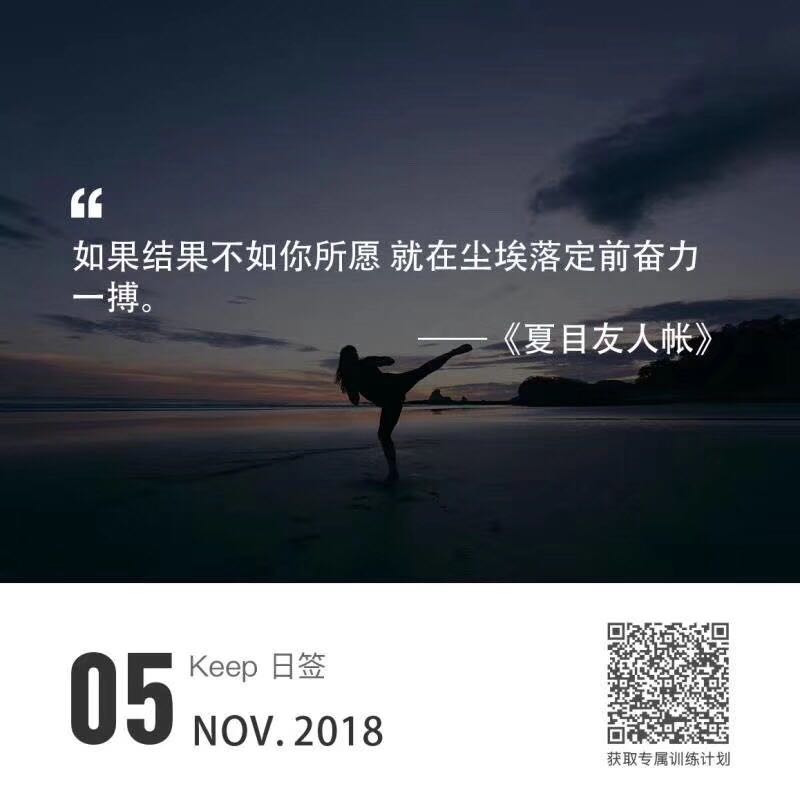 “
如果结果不如你所愿 就在尘埃落定前奋力
一搏。
——《夏目友人帐》
05
Keep 日签
NOV. 2018
获取专属训练计划